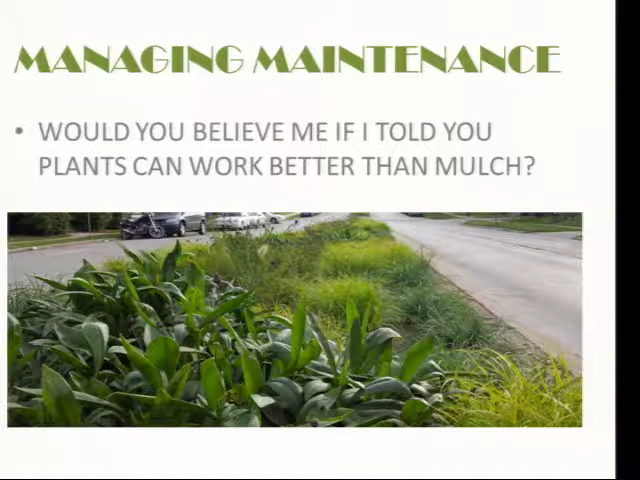 MANAGING MAINTENANCE
• WOULD YOU BELIEVE ME IF I TOLD YOU
PLANTS CAN WORK BETTER THAN MULCH?